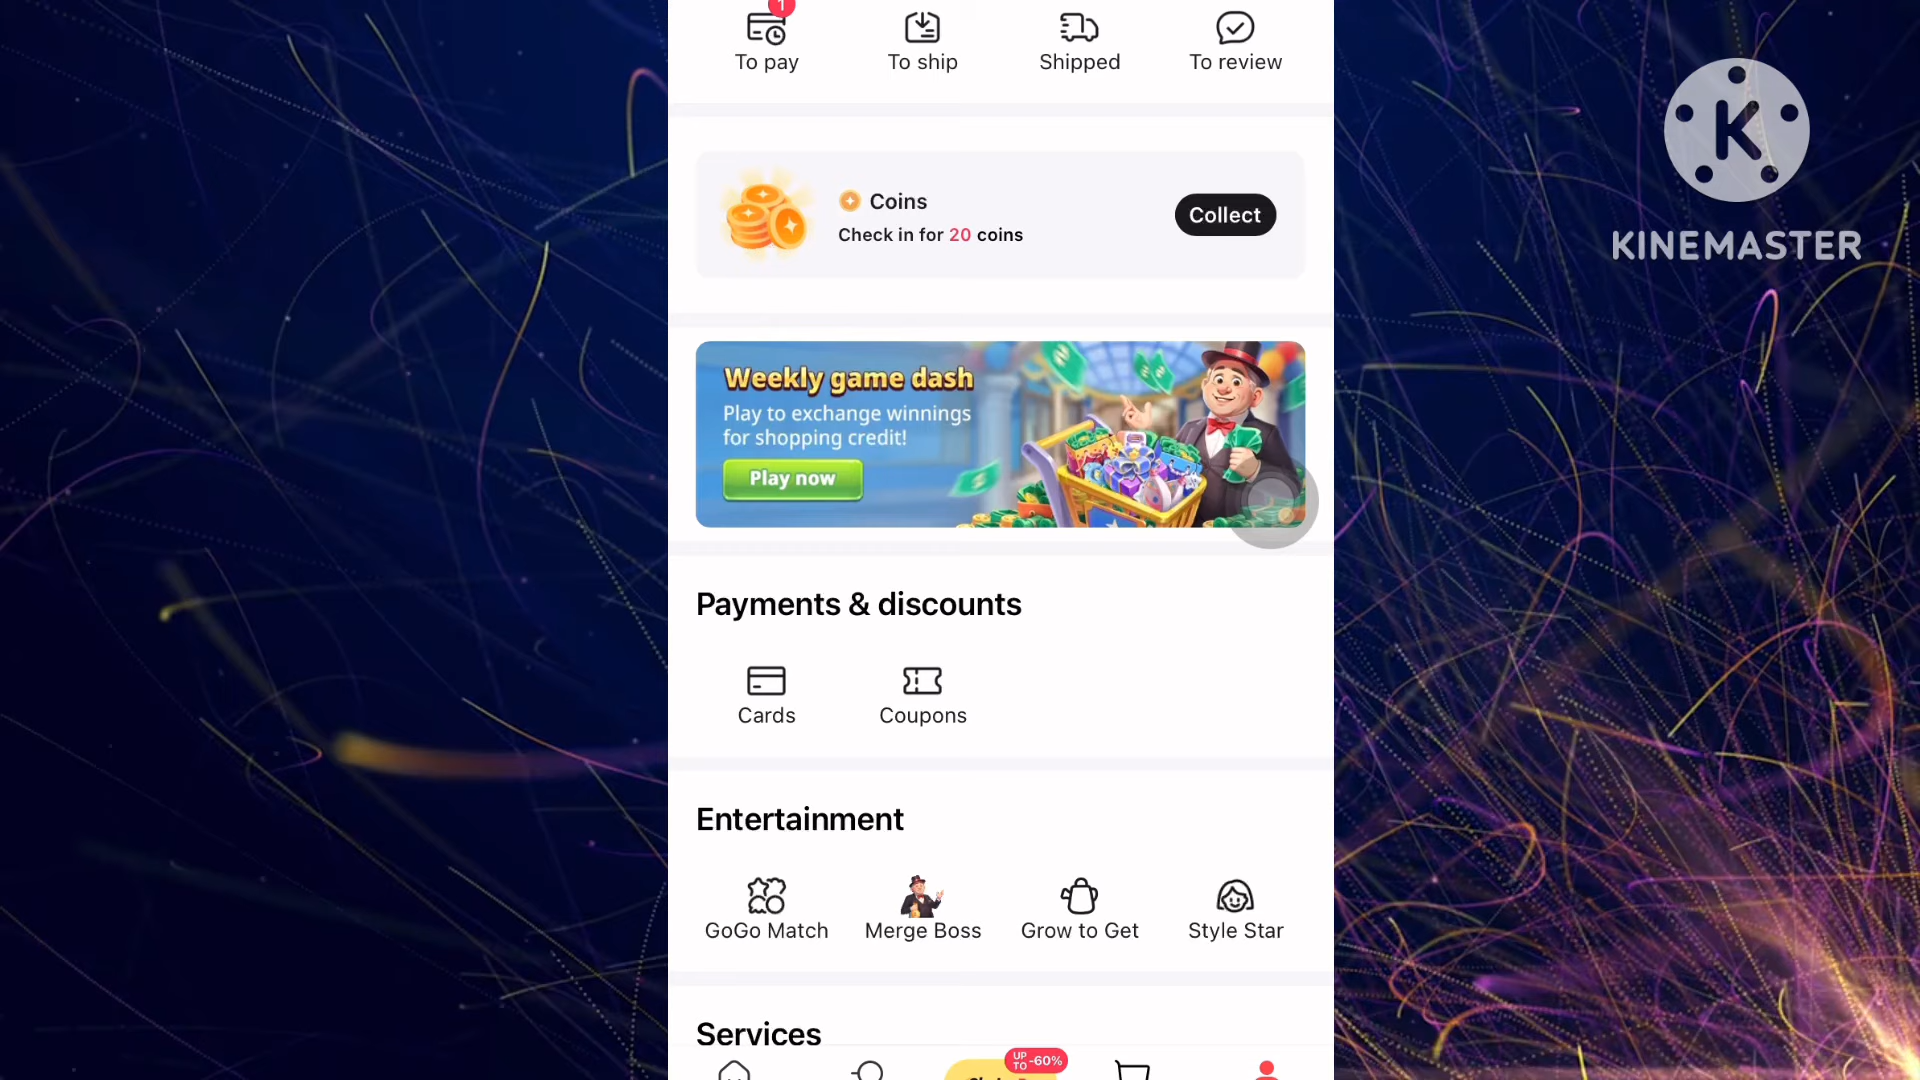 1
To pay
To ship
Shipped
To review
Coins
Check in for 20 coins
Collect
K
KINEMASTER
Weekly game dash
Play to exchange winnings
for shopping credit!
Play now
Payments & discounts
Cards
Coupons
Entertainment
GoGo Match
Merge Boss
Grow to Get
Style Star
Services
UP TO -60%